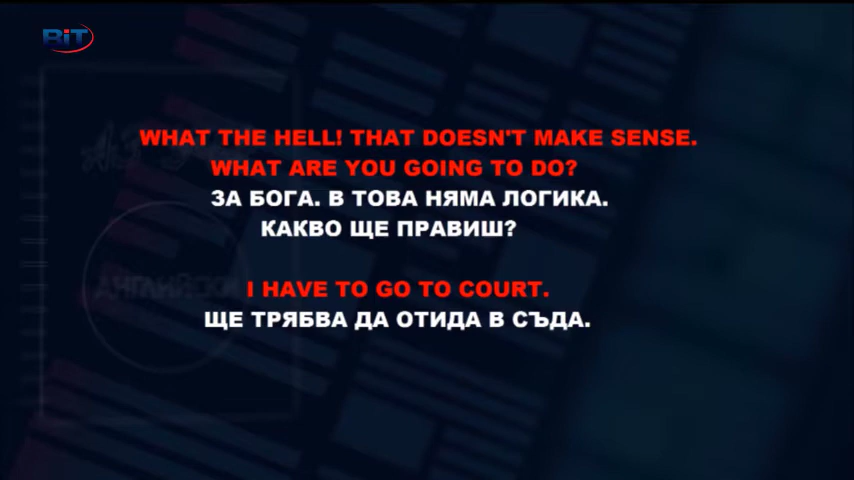 BiT
WHAT THE HELL! THAT DOESN'T MAKE SENSE.
WHAT ARE YOU GOING TO DO?
ЗА БОГА. В ТОВА НЯМА ЛОГИКА.
КАКВО ЩЕ ПРАВИШ?
I HAVE TO GO TO COURT.
ЩЕ ТРЯБВА ДА ОТИДА В СЪДА.
АНГЛИЙСКИ